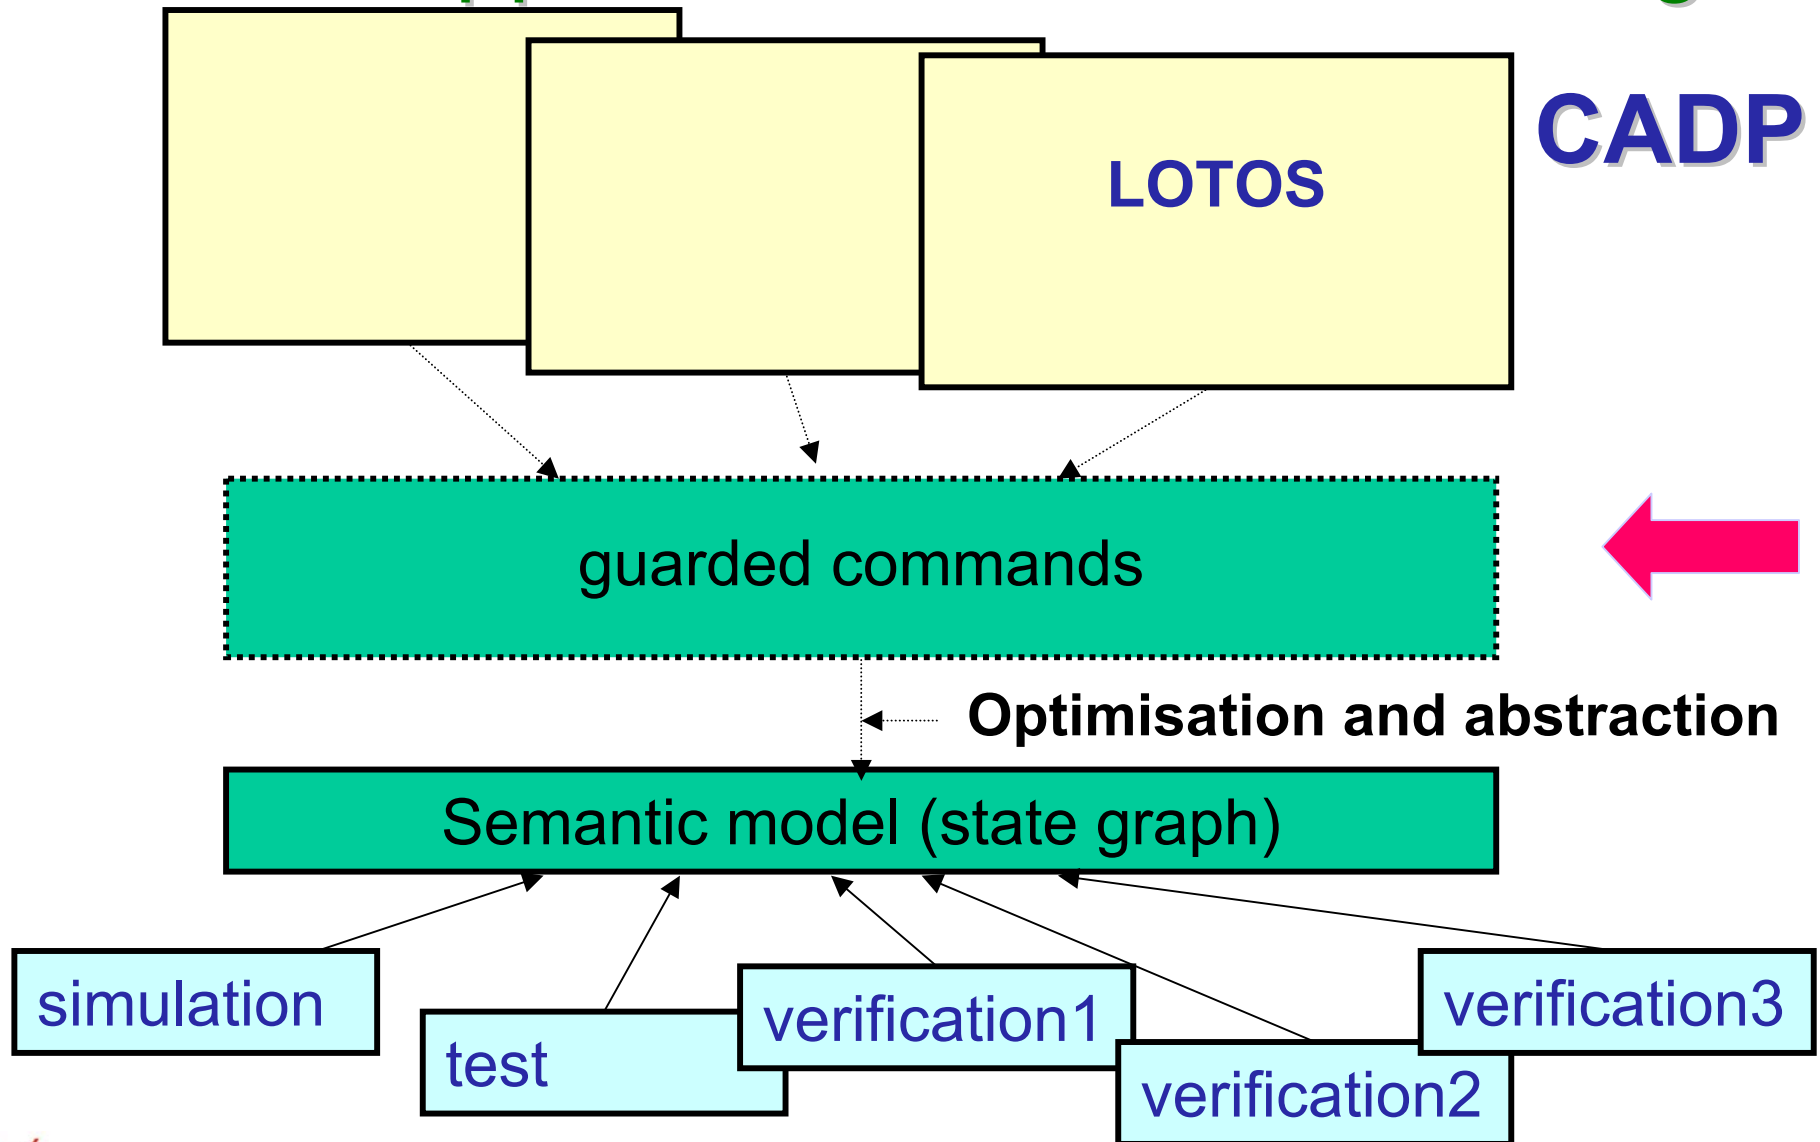 CADP
LOTOS
guarded commands
Optimisation and abstraction
Semantic model (state graph)
simulation
test
verification1
verification2
verification3